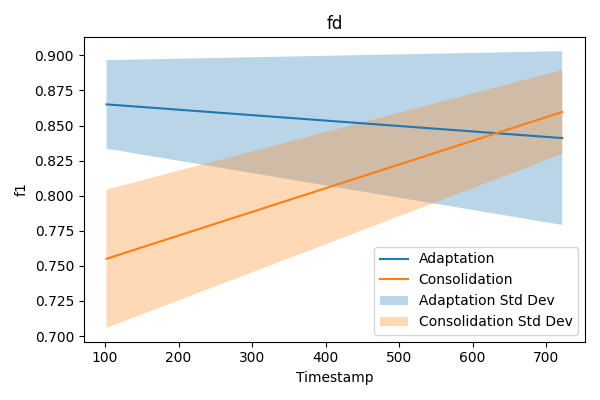 fd
0.900
0.875
0.850
0.825
0.800
0.775
0.750
0.725
0.700
f1
Adaptation
Consolidation
Adaptation Std Dev
Consolidation Std Dev
100 200 300 400 500 600 700
Timestamp